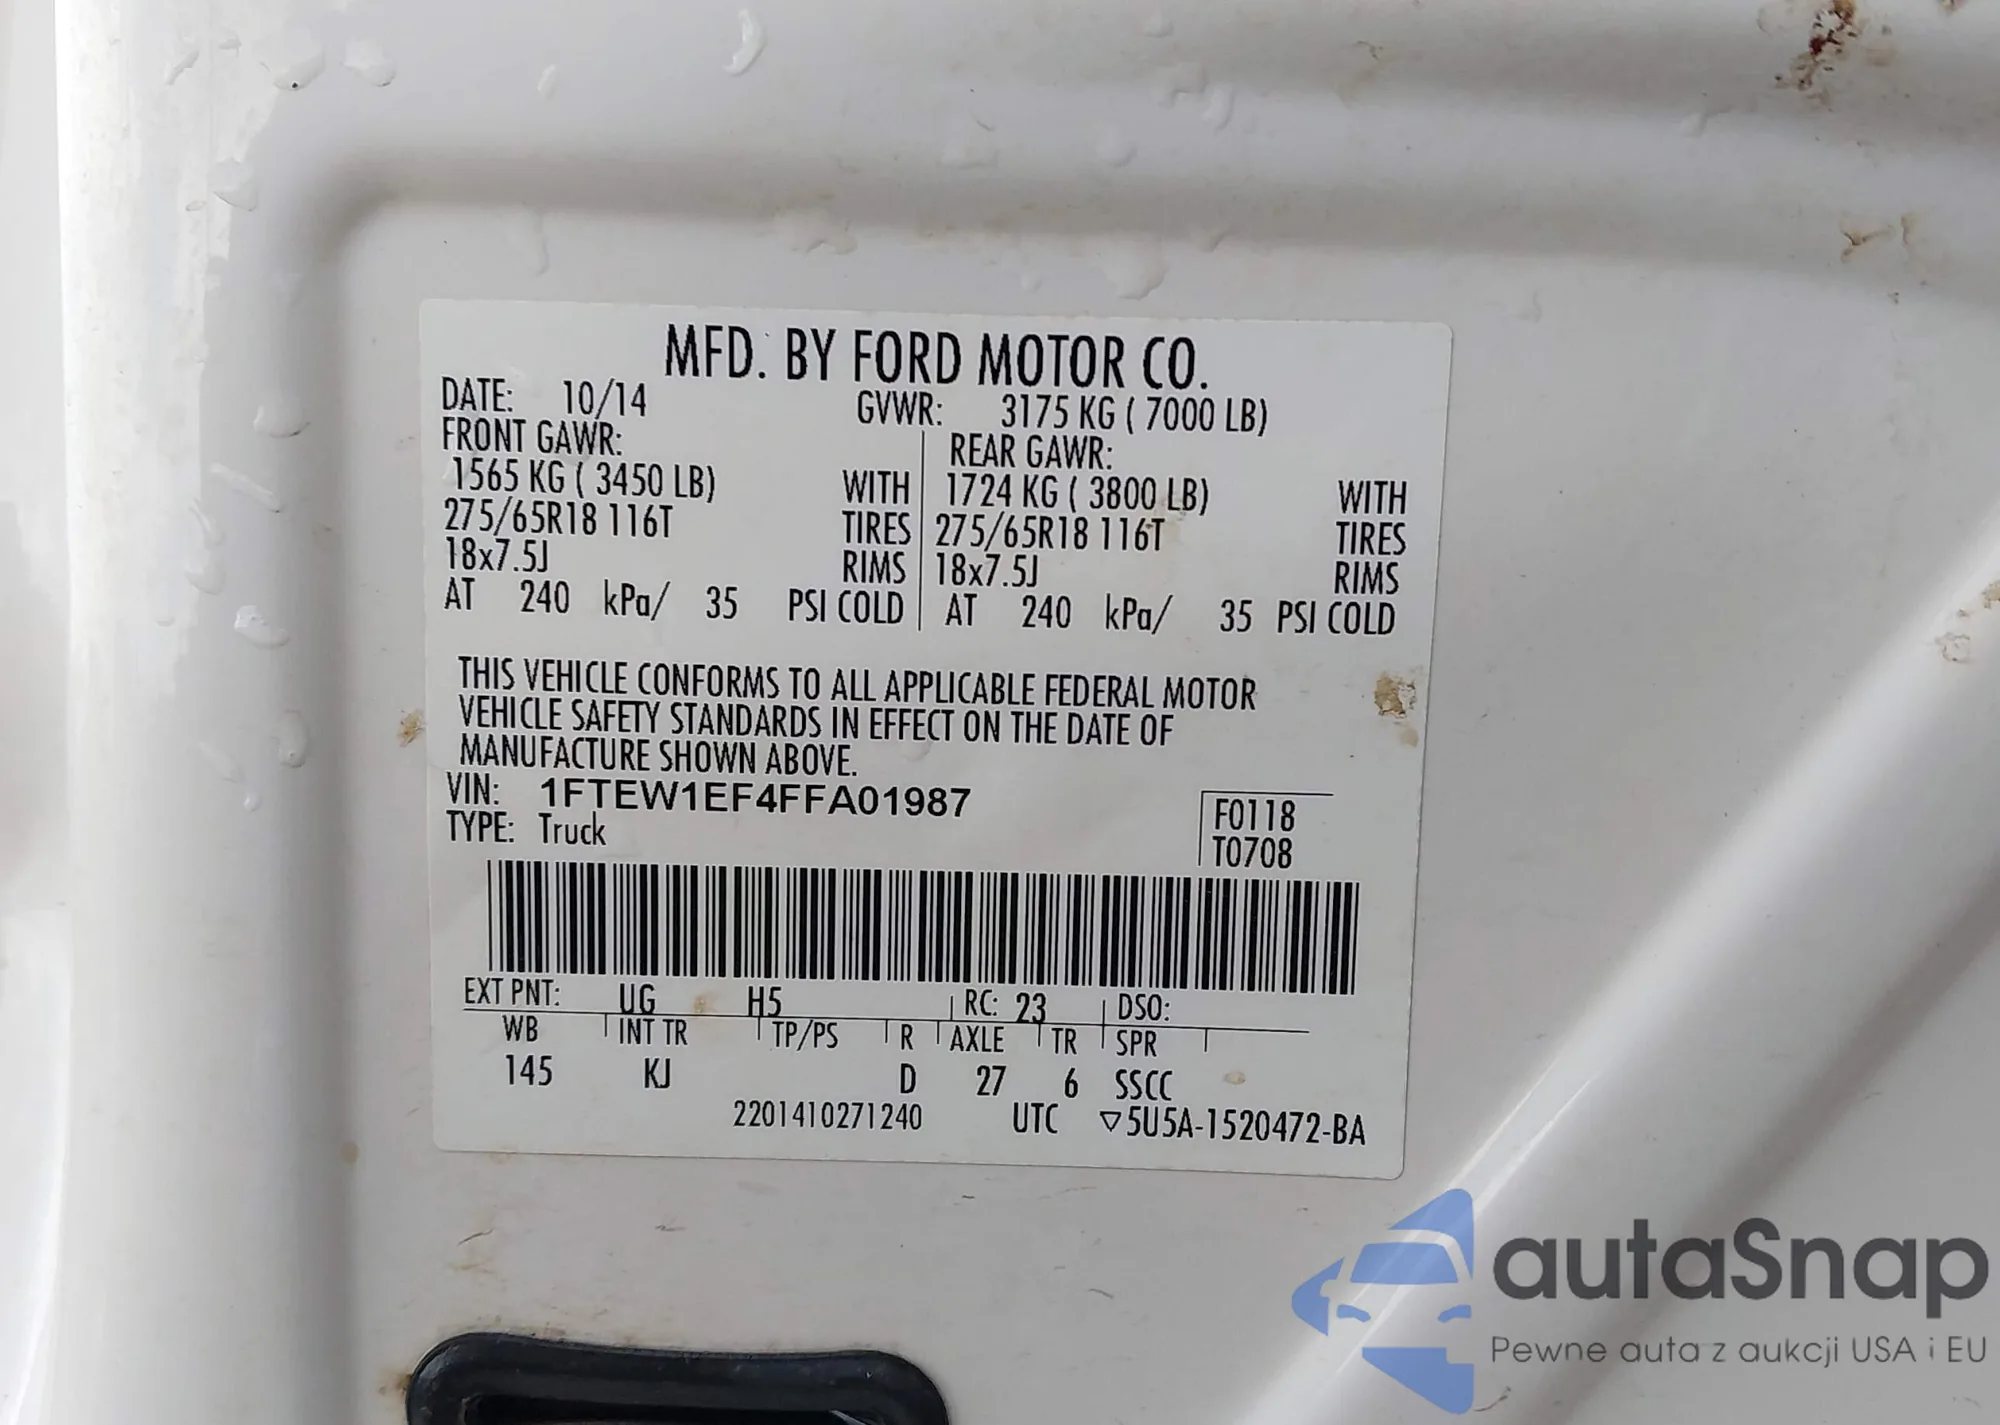 MFD. BY FORD MOTOR CO.
DATE: 10/14 GVWR: 3175 KG ( 7000 LB)
FRONT GAWR: REAR GAWR:
1565 KG ( 3450 LB) WITH 1724 KG ( 3800 LB) WITH
275/65R18 116T TIRES 275/65R18 116T TIRES
18x7.5J RIMS 18x7.5J RIMS
AT 240 kPa/ 35 PSI COLD AT 240 kPa/ 35 PSI COLD
THIS VEHICLE CONFORMS TO ALL APPLICABLE FEDERAL MOTOR
VEHICLE SAFETY STANDARDS IN EFFECT ON THE DATE OF
MANUFACTURE SHOWN ABOVE.
VIN: 1FTEW1EF4FFA01987 F0118
TYPE: Truck T0708
EXT PNT: UG H5 RC: 23 DSO:
WB INT TR TP/PS R AXLE TR SPR
145 KJ D 27 6 SSCC
2201410271240 UTC ▽5U5A-1520472-BA
autaSnap
Pewne auta z aukcji USA i EU